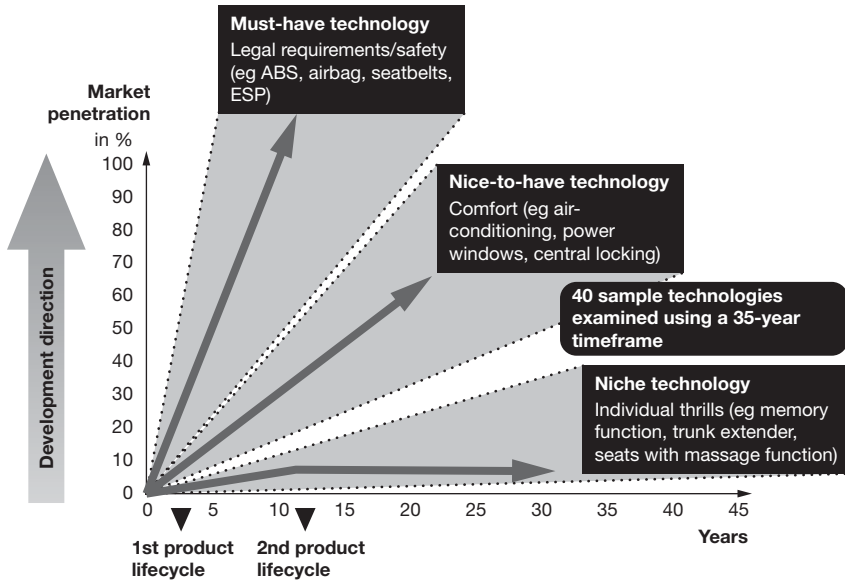 Must-have technology
Legal requirements/safety
(eg ABS, airbag, seatbelts,
ESP)
Market
penetration
in %
100
90
80
70
60
50
40
30
20
10
0
Development direction
Nice-to-have technology
Comfort (eg air-
conditioning, power
windows, central locking)
40 sample technologies
examined using a 35-year
timeframe
Niche technology
Individual thrills (eg memory
function, trunk extender,
seats with massage function)
0 5 10 15 20 25 30 35 40 45
Years
1st product
lifecycle
2nd product
lifecycle